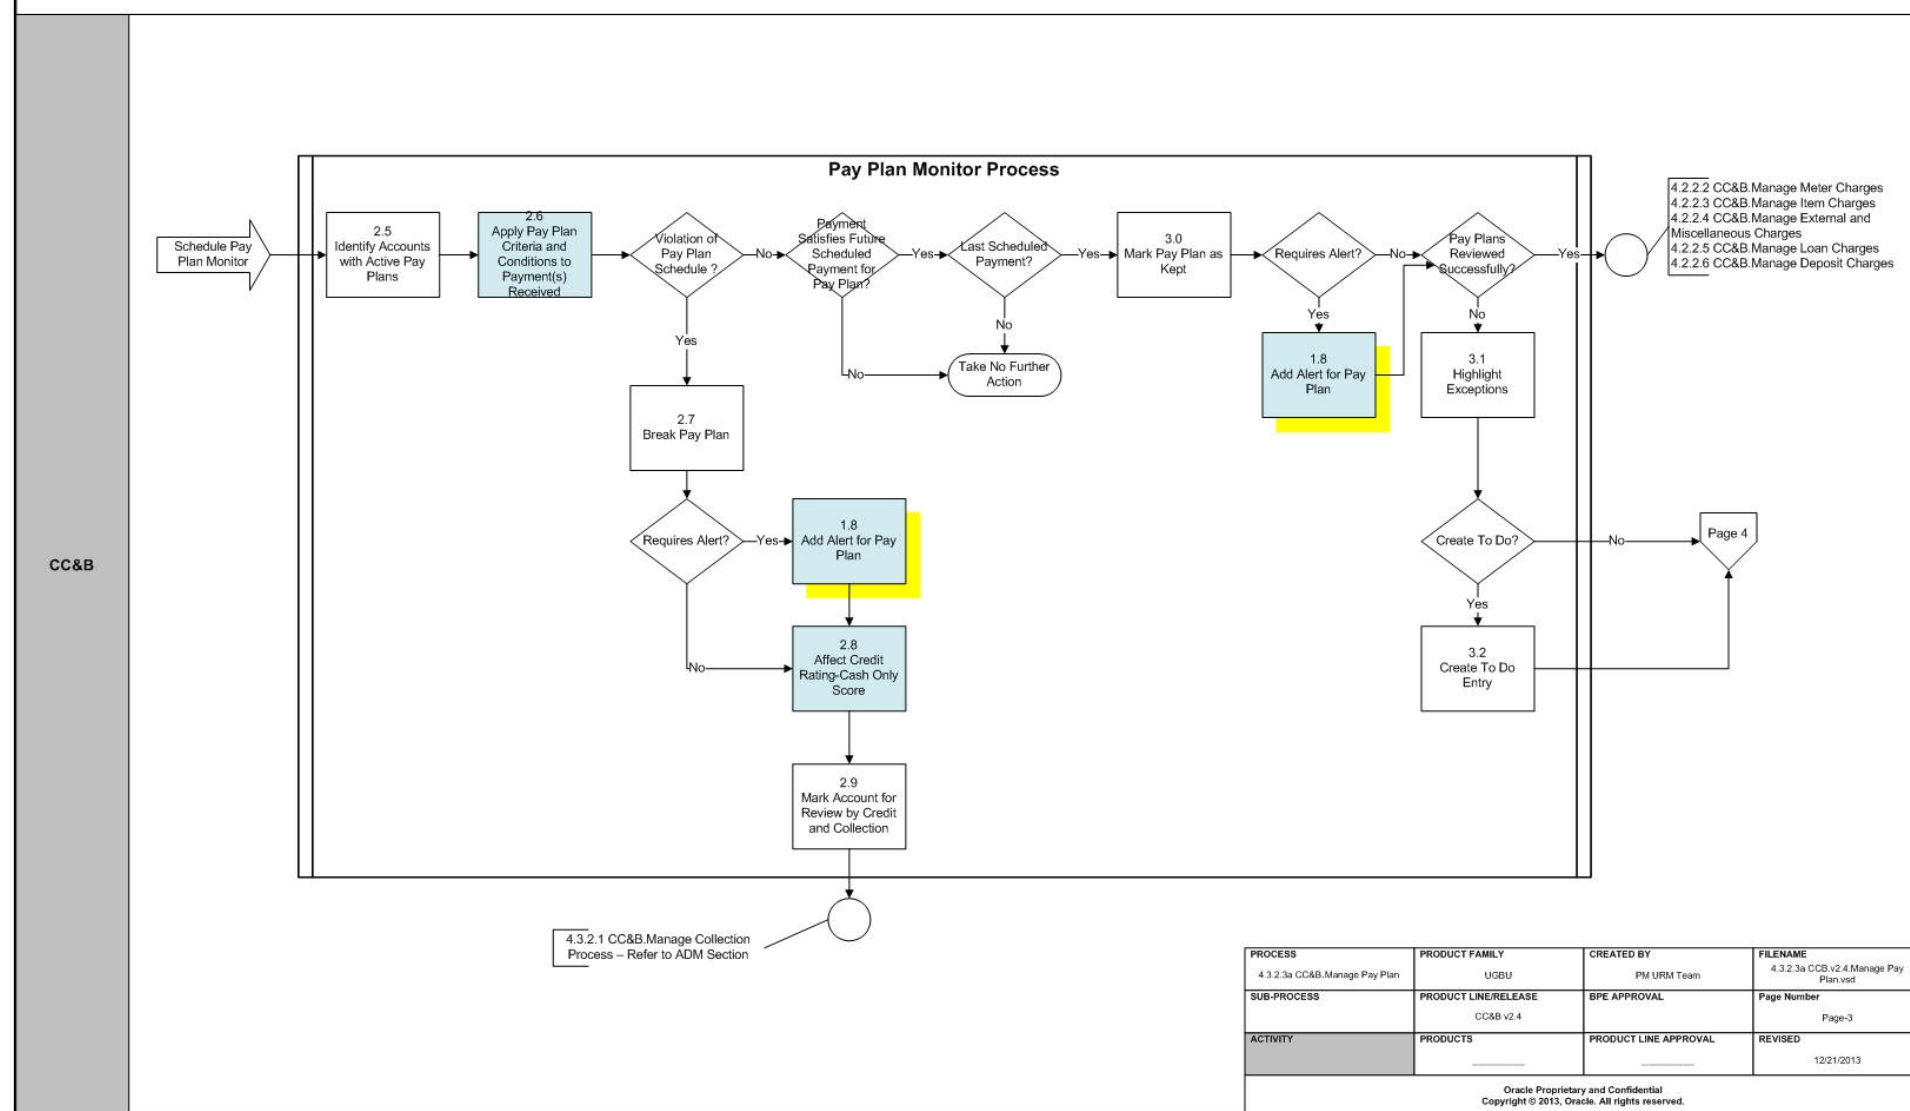 Pay Plan Monitor Process
CC&B
Schedule Pay
Plan Monitor
2.5
Identify Accounts
with Active Pay
Plans
2.6
Apply Pay Plan
Criteria and
Conditions to
Payment(s)
Received
Violation of
Pay Plan
Schedule ?
No
Payment
Satisfies Future
Scheduled
Payment for
Pay Plan?
Yes
Last Scheduled
Payment?
Yes
3.0
Mark Pay Plan as
Kept
Requires Alert?
No
Pay Plans
Reviewed
Successfully?
Yes
4.2.2.2 CC&B.Manage Meter Charges
4.2.2.3 CC&B.Manage Item Charges
4.2.2.4 CC&B.Manage External and
Miscellaneous Charges
4.2.2.5 CC&B.Manage Loan Charges
4.2.2.6 CC&B.Manage Deposit Charges
Yes
No
No
Take No Further
Action
Yes
1.8
Add Alert for Pay
Plan
No
3.1
Highlight
Exceptions
2.7
Break Pay Plan
Requires Alert?
Yes
1.8
Add Alert for Pay
Plan
Create To Do?
No
Page 4
Yes
No
2.8
Affect Credit
Rating-Cash Only
Score
3.2
Create To Do
Entry
2.9
Mark Account for
Review by Credit
and Collection
4.3.2.1 CC&B.Manage Collection
Process – Refer to ADM Section
PROCESS
4.3.2.3a CC&B.Manage Pay Plan
PRODUCT FAMILY
UGBU
CREATED BY
PM URM Team
FILENAME
4.3.2.3a CCB.v2.4.Manage Pay
Plan.vsd
SUB-PROCESS
PRODUCT LINE/RELEASE
CC&B v2.4
BPE APPROVAL
Page Number
Page-3
ACTIVITY
PRODUCTS
PRODUCT LINE APPROVAL
REVISED
12/21/2013
Oracle Proprietary and Confidential
Copyright © 2013, Oracle. All rights reserved.